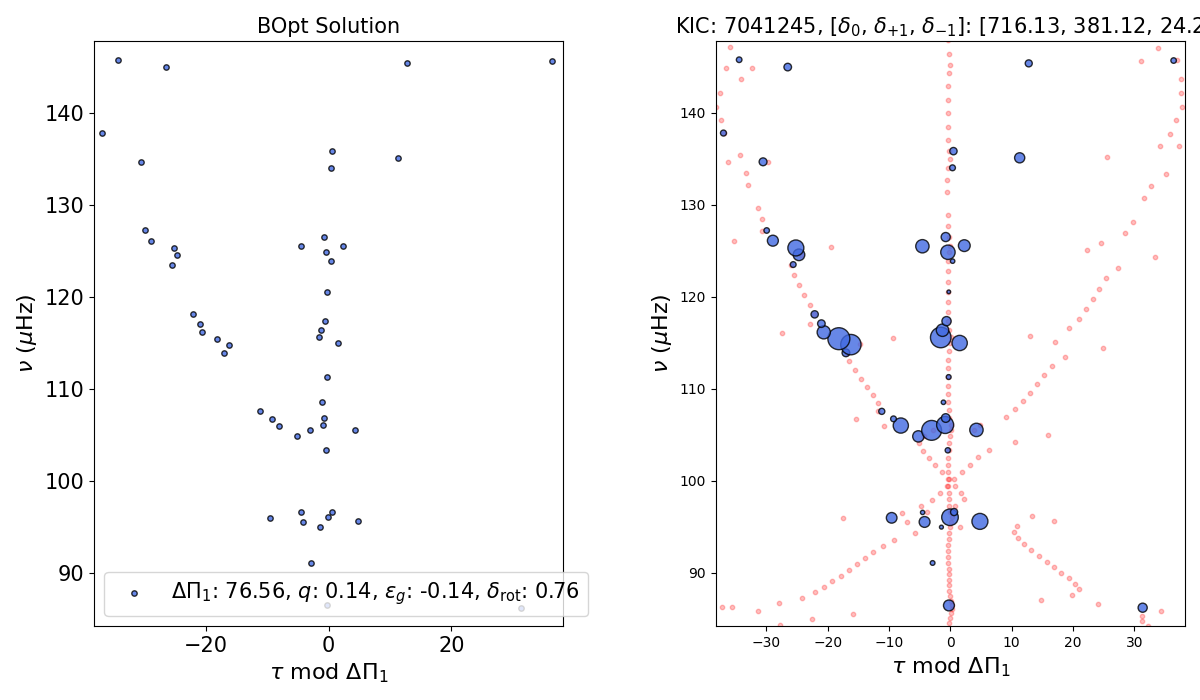 BOpt Solution
140
130
120
110
100
90
ν (μHz)
ΔΠ₁: 76.56, q: 0.14, ε_g: -0.14, δ_rot: 0.76
−20 0 20
τ mod ΔΠ₁
KIC: 7041245, [δ₀, δ₊₁, δ₋₁]: [716.13, 381.12, 24.2
140
130
120
110
100
90
ν (μHz)
−30 −20 −10 0 10 20 30
τ mod ΔΠ₁